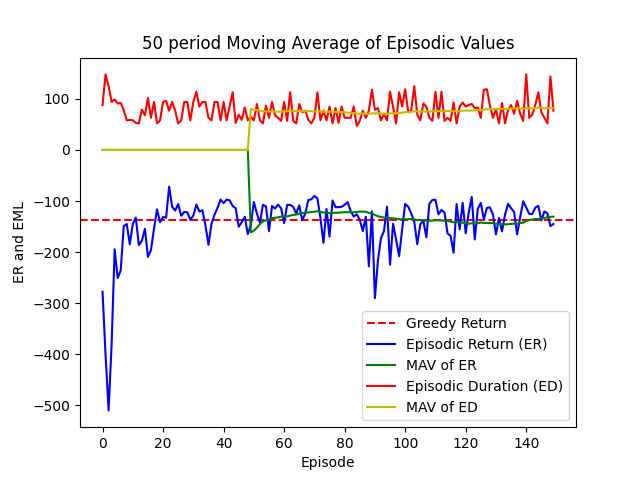 50 period Moving Average of Episodic Values
ER and EML
100
0
−100
−200
−300
−400
−500
0 20 40 60 80 100 120 140
Episode
Greedy Return
Episodic Return (ER)
MAV of ER
Episodic Duration (ED)
MAV of ED